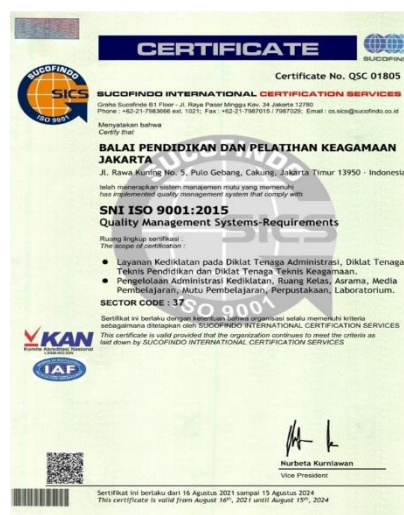 CERTIFICATE
SUCOFINDO
Certificate No. QSC 01805
SUCOFINDO
SICS
ISO 9001
SUCOFINDO INTERNATIONAL CERTIFICATION SERVICES
Graha Sucofindo B1 Floor - Jl. Raya Pasar Minggu Kav. 34 Jakarta 12780
Phone : +62-21-7983666 ext. 1021; Fax : +62-21-7987015 / 7987029; Email : cs.sics@sucofindo.co.id
Menyatakan bahwa
Certify that
BALAI PENDIDIKAN DAN PELATIHAN KEAGAMAAN
JAKARTA
Jl. Rawa Kuning No. 5, Pulo Gebang, Cakung, Jakarta Timur 13950 - Indonesia
telah menerapkan sistem manajemen mutu yang memenuhi
has implemented quality management system that comply with
SNI ISO 9001:2015
Quality Management Systems-Requirements
Ruang lingkup sertifikasi :
The scope of certification :
● Layanan Kediklatan pada Diklat Tenaga Administrasi, Diklat Tenaga
Teknis Pendidikan dan Diklat Tenaga Teknis Keagamaan.
● Pengelolaan Administrasi Kediklatan, Ruang Kelas, Asrama, Media
Pembelajaran, Mutu Pembelajaran, Perpustakaan, Laboratorium.
SECTOR CODE : 37
Sertifikat ini berlaku dengan ketentuan bahwa organisasi selalu memenuhi kriteria
sebagaimana ditetapkan oleh SUCOFINDO INTERNATIONAL CERTIFICATION SERVICES
This certificate is valid provided that the organization continues to meet the criteria as
laid down by SUCOFINDO INTERNATIONAL CERTIFICATION SERVICES
KAN
Komite Akreditasi Nasional
IAF
Nurbeta Kurniawan
Vice President
Sertifikat ini berlaku dari 16 Agustus 2021 sampai 15 Agustus 2024
This certificate is valid from August 16th, 2021 until August 15th, 2024